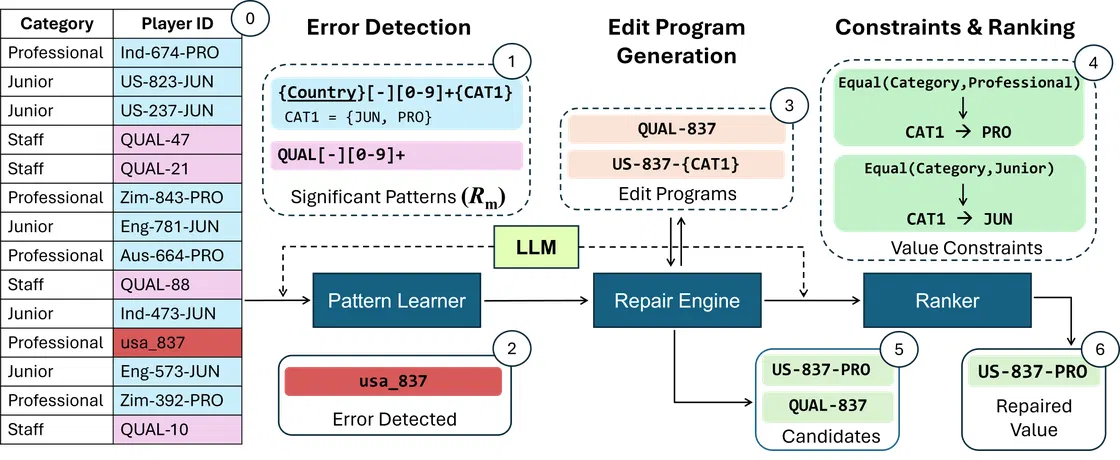 Category Player ID 0
Professional Ind-674-PRO
Junior US-823-JUN
Junior US-237-JUN
Staff QUAL-47
Staff QUAL-21
Professional Zim-843-PRO
Junior Eng-781-JUN
Professional Aus-664-PRO
Staff QUAL-88
Junior Ind-473-JUN
Professional usa_837
Junior Eng-573-JUN
Professional Zim-392-PRO
Staff QUAL-10
Error Detection
1
{Country}[-][0-9]+{CAT1}
CAT1 = {JUN, PRO}
QUAL[-][0-9]+
Significant Patterns (Rm)
Edit Program
Generation
3
QUAL-837
US-837-{CAT1}
Edit Programs
Constraints & Ranking
4
Equal(Category,Professional)
CAT1 → PRO
Equal(Category,Junior)
CAT1 → JUN
Value Constraints
LLM
Pattern Learner
Repair Engine
Ranker
2
usa_837
Error Detected
5
US-837-PRO
QUAL-837
Candidates
6
US-837-PRO
Repaired
Value